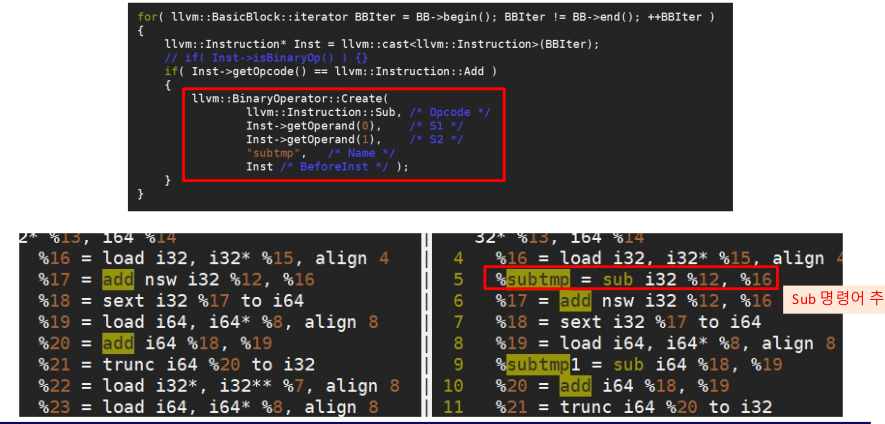 for( llvm::BasicBlock::iterator BBIter = BB->begin(); BBIter != BB->end(); ++BBIter )
{
llvm::Instruction* Inst = llvm::cast<llvm::Instruction>(BBIter);
// if( Inst->isBinaryOp() ) {}
if( Inst->getOpcode() == llvm::Instruction::Add )
{
llvm::BinaryOperator::Create(
llvm::Instruction::Sub, /* Opcode */
Inst->getOperand(0), /* S1 */
Inst->getOperand(1), /* S2 */
"subtmp", /* Name */
Inst /* BeforeInst */ );
}
}
2* %13, i64 %14
%16 = load i32, i32* %15, align 4
%17 = add nsw i32 %12, %16
%18 = sext i32 %17 to i64
%19 = load i64, i64* %8, align 8
%20 = add i64 %18, %19
%21 = trunc i64 %20 to i32
%22 = load i32*, i32** %7, align 8
%23 = load i64, i64* %8, align 8
32* %13, i64 %14
4 %16 = load i32, i32* %15, align 4
5 %subtmp = sub i32 %12, %16
6 %17 = add nsw i32 %12, %16
7 %18 = sext i32 %17 to i64
8 %19 = load i64, i64* %8, align 8
9 %subtmp1 = sub i64 %18, %19
10 %20 = add i64 %18, %19
11 %21 = trunc i64 %20 to i32
Sub 명령어 추